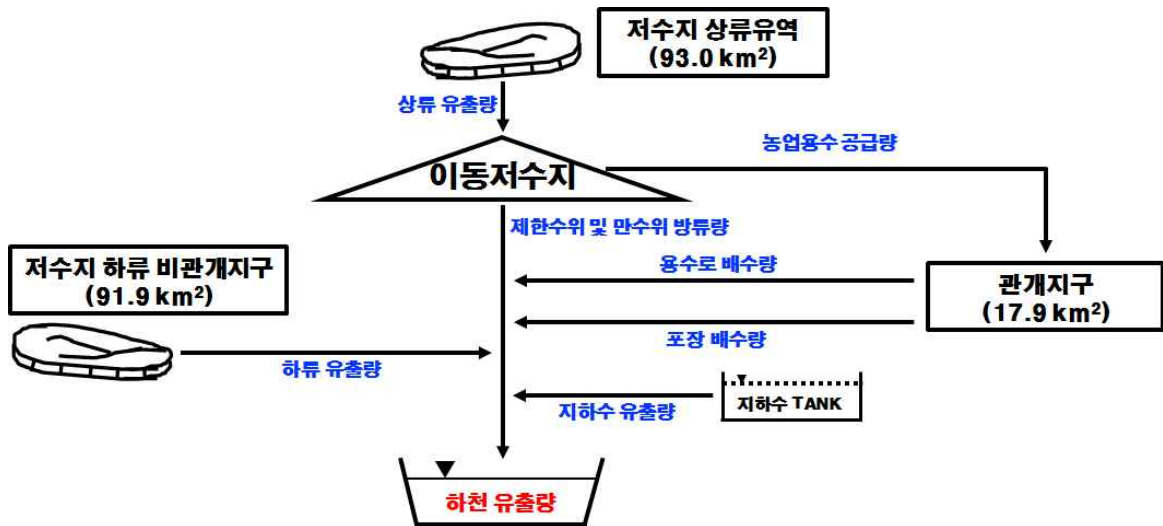 저수지 상류유역
(93.0 km²)
상류 유출량
농업용수 공급량
이동저수지
제한수위 및 만수위 방류량
저수지 하류 비관개지구
(91.9 km²)
용수로 배수량
관개지구
(17.9 km²)
포장 배수량
하류 유출량
지하수 유출량
지하수 TANK
하천 유출량